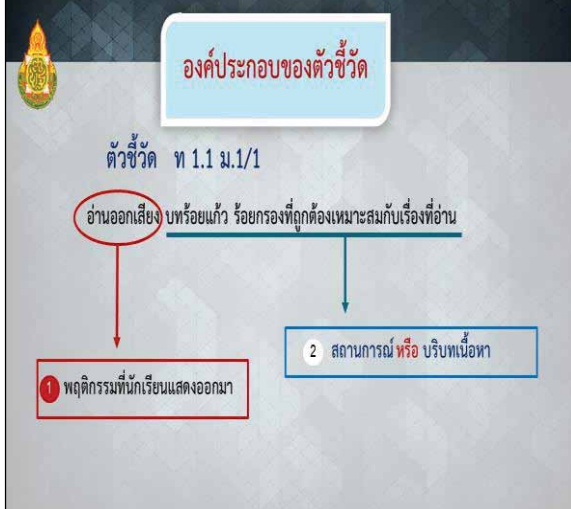 องค์ประกอบของตัวชี้วัด
ตัวชี้วัด ท 1.1 ม.1/1
อ่านออกเสียง บทร้อยแก้ว ร้อยกรองที่ถูกต้องเหมาะสมกับเรื่องที่อ่าน
2 สถานการณ์ หรือ บริบทเนื้อหา
1 พฤติกรรมที่นักเรียนแสดงออกมา